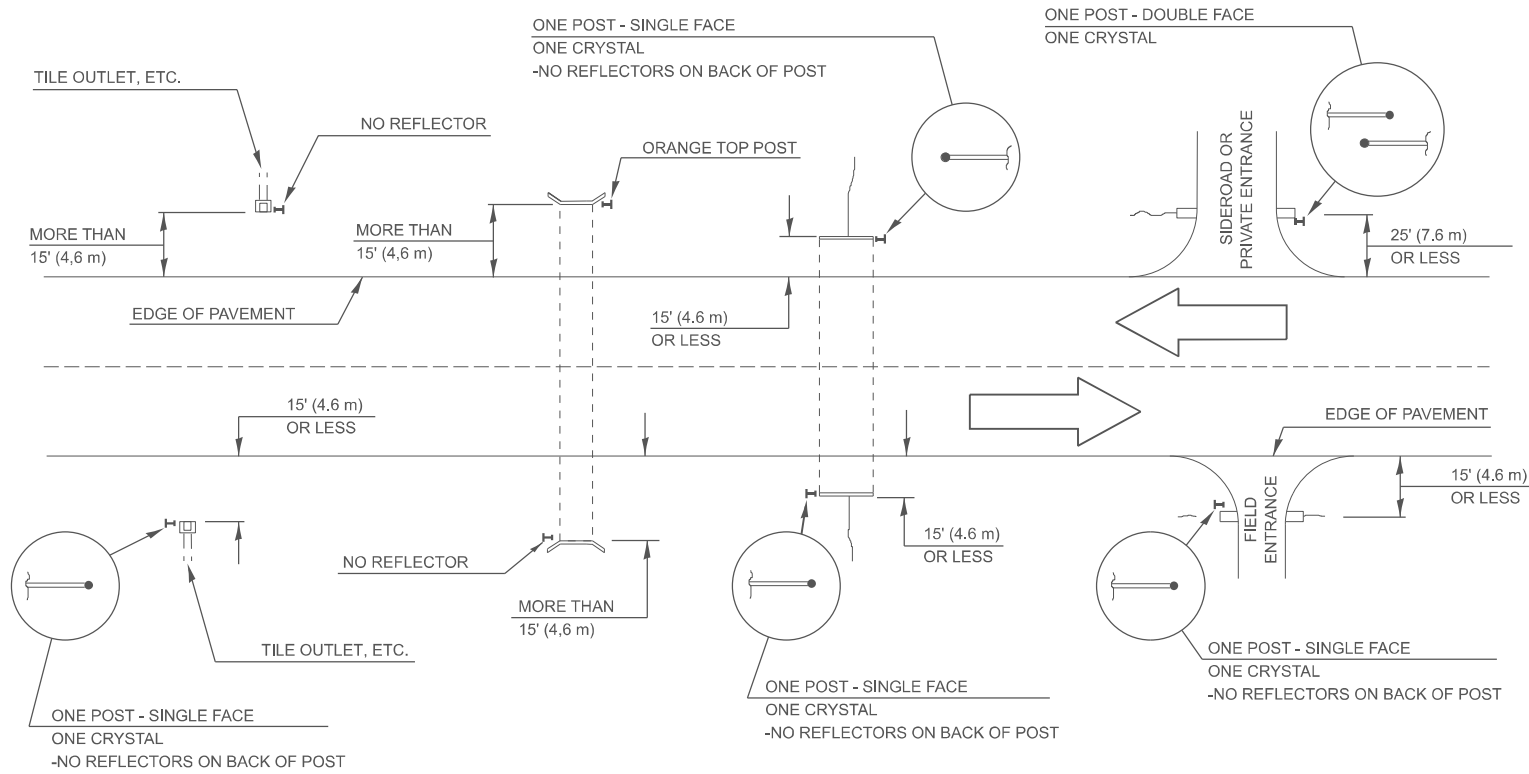 ONE POST - SINGLE FACE
ONE CRYSTAL
-NO REFLECTORS ON BACK OF POST
ONE POST - DOUBLE FACE
ONE CRYSTAL
TILE OUTLET, ETC.
NO REFLECTOR
ORANGE TOP POST
SIDEROAD OR
PRIVATE ENTRANCE
MORE THAN
15' (4,6 m)
MORE THAN
15' (4,6 m)
25' (7.6 m)
OR LESS
EDGE OF PAVEMENT
15' (4.6 m)
OR LESS
15' (4.6 m)
OR LESS
EDGE OF PAVEMENT
15' (4.6 m)
OR LESS
FIELD
ENTRANCE
15' (4.6 m)
OR LESS
NO REFLECTOR
MORE THAN
15' (4,6 m)
TILE OUTLET, ETC.
ONE POST - SINGLE FACE
ONE CRYSTAL
-NO REFLECTORS ON BACK OF POST
ONE POST - SINGLE FACE
ONE CRYSTAL
-NO REFLECTORS ON BACK OF POST
ONE POST - SINGLE FACE
ONE CRYSTAL
-NO REFLECTORS ON BACK OF POST